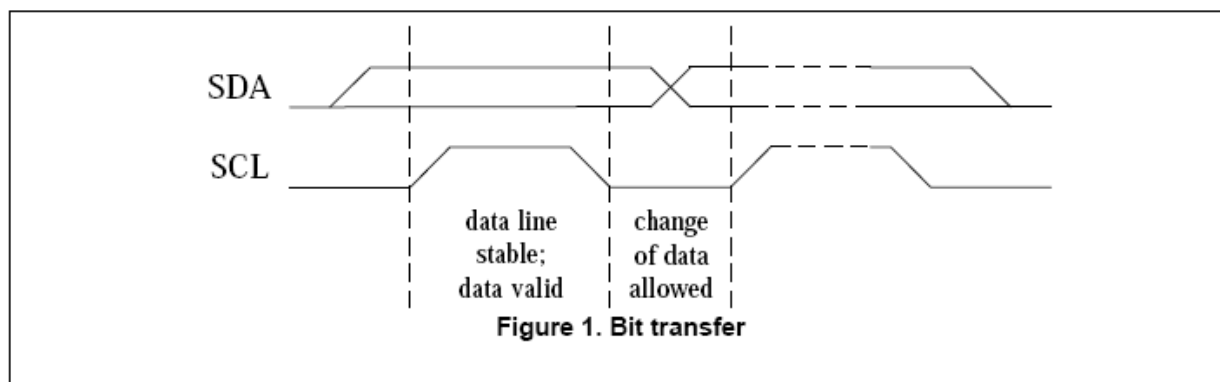 SDA
SCL
data line
stable;
data valid
change
of data
allowed
Figure 1. Bit transfer